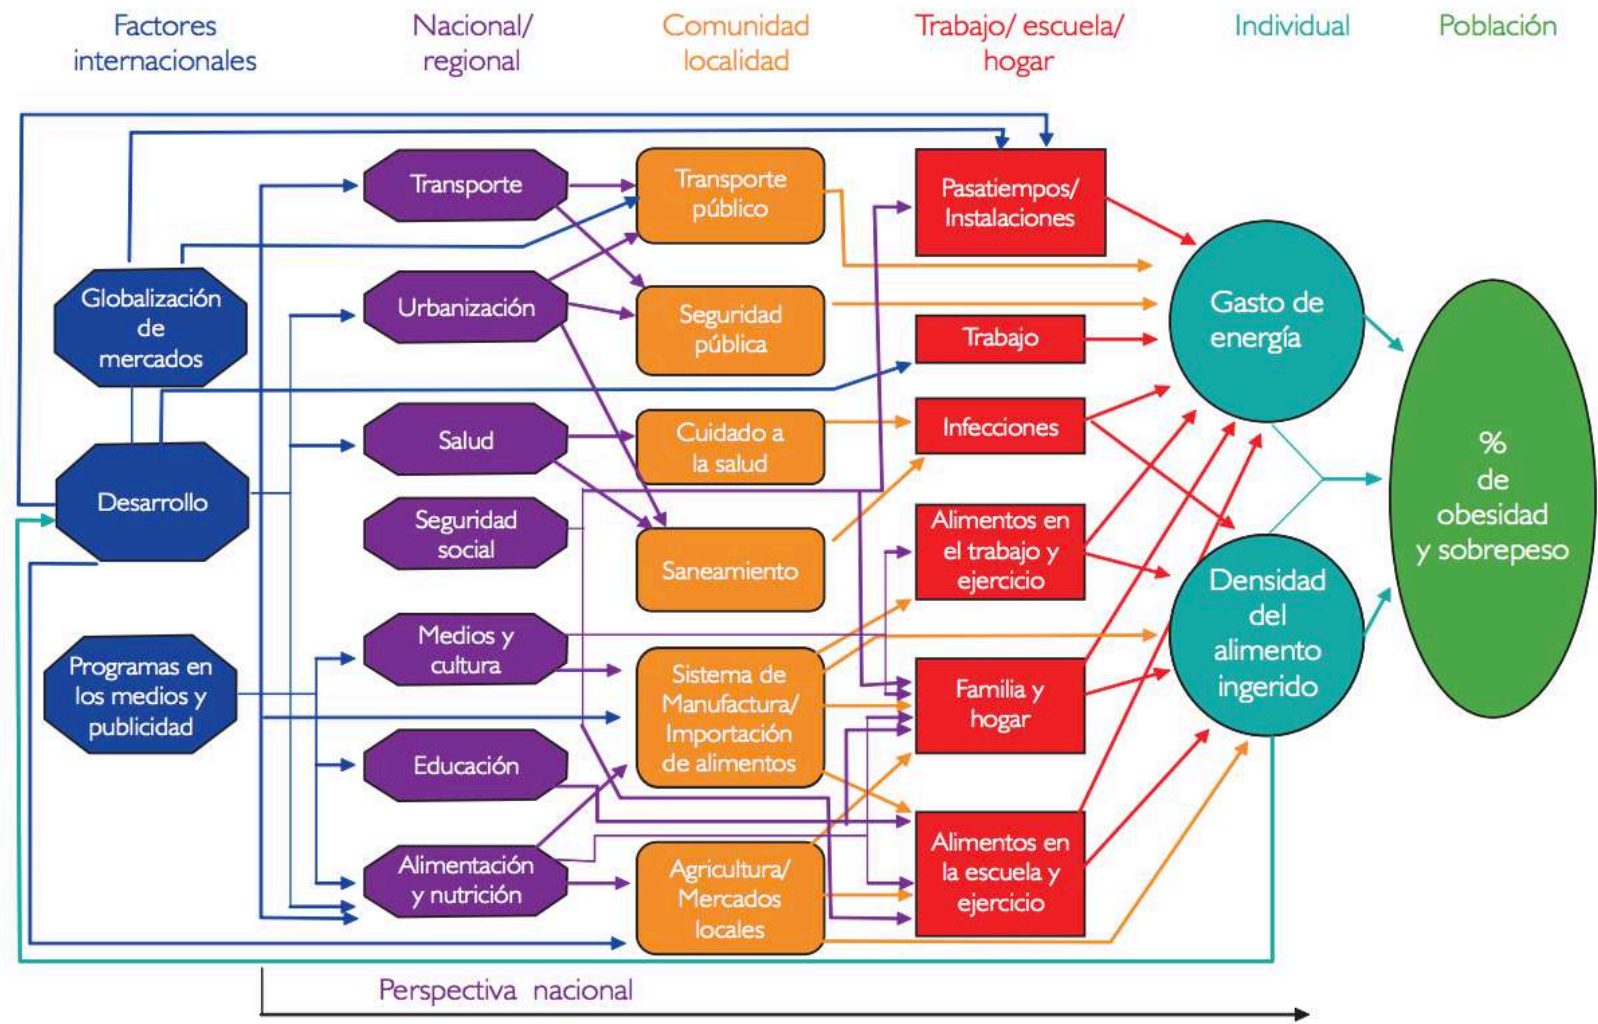 Factores
internacionales
Nacional/
regional
Comunidad
localidad
Trabajo/ escuela/
hogar
Individual
Población
Globalización
de
mercados
Desarrollo
Programas en
los medios y
publicidad
Transporte
Urbanización
Salud
Seguridad
social
Medios y
cultura
Educación
Alimentación
y nutrición
Transporte
público
Seguridad
pública
Cuidado a
la salud
Saneamiento
Sistema de
Manufactura/
Importación
de alimentos
Agricultura/
Mercados
locales
Pasatiempos/
Instalaciones
Trabajo
Infecciones
Alimentos en
el trabajo y
ejercicio
Familia y
hogar
Alimentos en
la escuela y
ejercicio
Gasto de
energía
Densidad
del
alimento
ingerido
%
de
obesidad
y sobrepeso
Perspectiva nacional